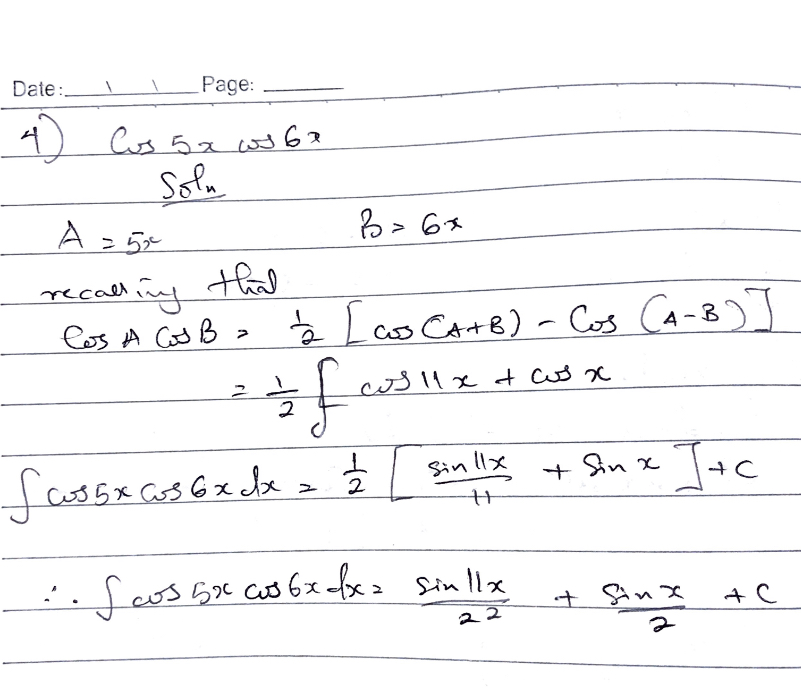 Date: \ \ Page:
4) Cos 5x cos 6x
Soln
A = 5x B = 6x
recalling that
Cos A Cos B = 1/2 [cos (A+B) - Cos (A-B)]
= 1/2 ∫ cos 11x + cos x
∫ cos 5x cos 6x dx = 1/2 [sin 11x / 11 + Sin x] + C
∴ ∫ cos 5x cos 6x dx = sin 11x / 22 + Sin x / 2 + C